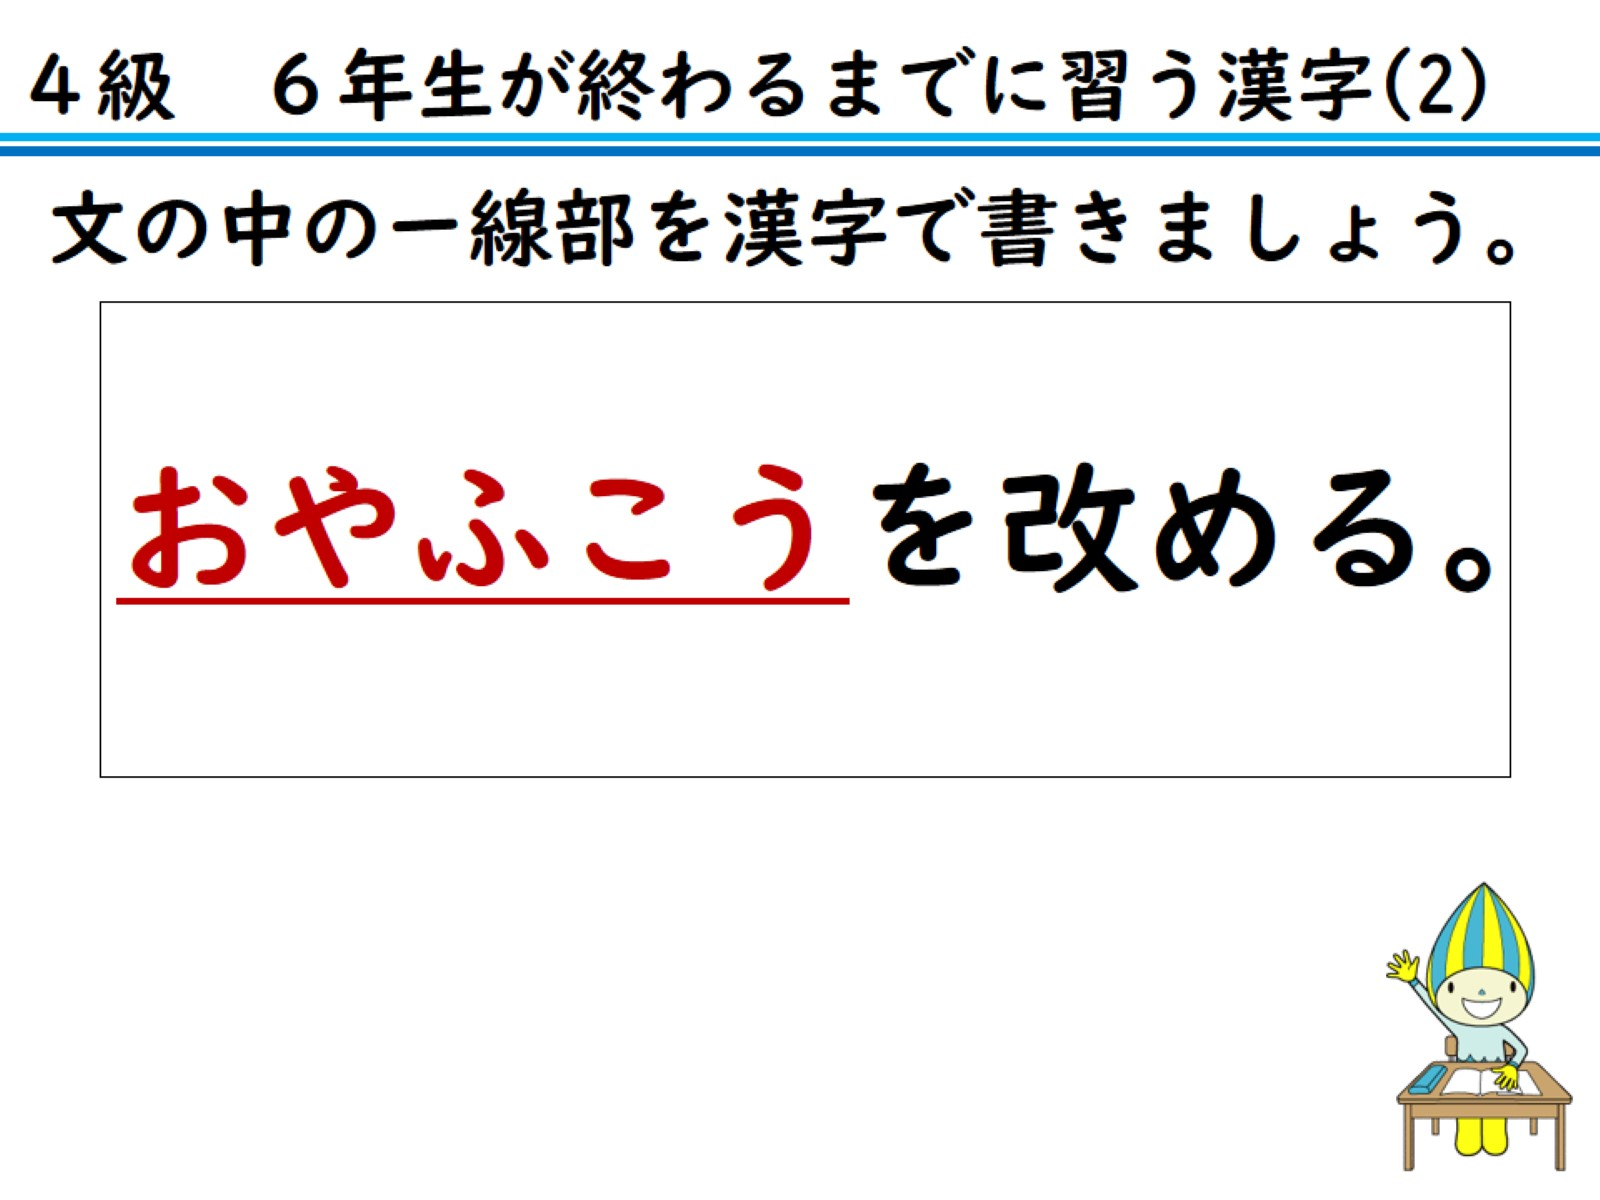 ４級　６年生が終わるまでに習う漢字(2)
文の中の―線部を漢字で書きましょう。
おやふこうを改める。